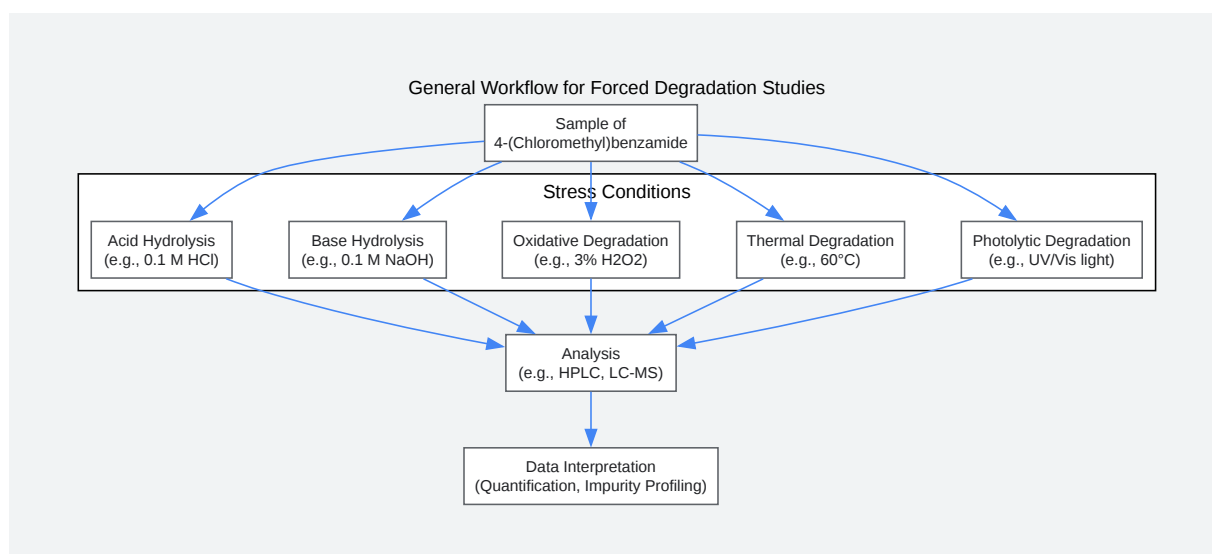 General Workflow for Forced Degradation Studies
Sample of
4-(Chloromethyl)benzamide
Stress Conditions
Acid Hydrolysis
(e.g., 0.1 M HCl)
Base Hydrolysis
(e.g., 0.1 M NaOH)
Oxidative Degradation
(e.g., 3% H2O2)
Thermal Degradation
(e.g., 60°C)
Photolytic Degradation
(e.g., UV/Vis light)
Analysis
(e.g., HPLC, LC-MS)
Data Interpretation
(Quantification, Impurity Profiling)